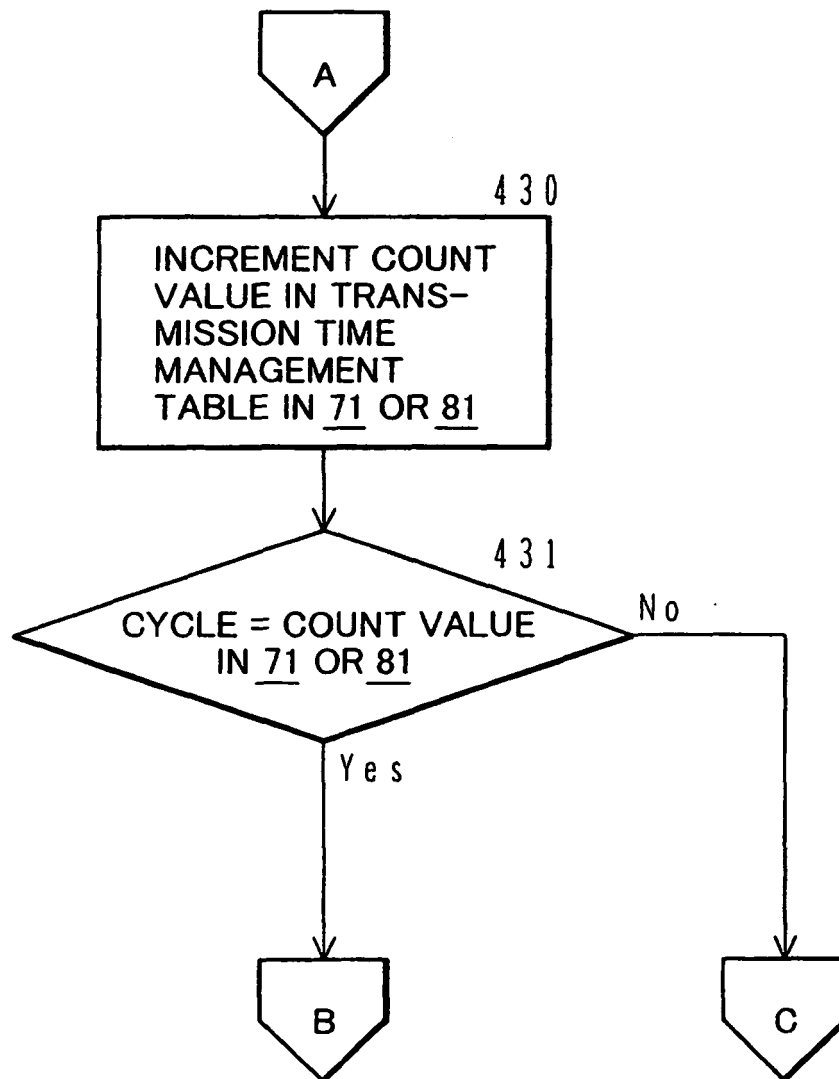 A
430
INCREMENT COUNT
VALUE IN TRANS-
MISSION TIME
MANAGEMENT
TABLE IN 71 OR 81
431
CYCLE = COUNT VALUE
IN 71 OR 81
No
Yes
B
C